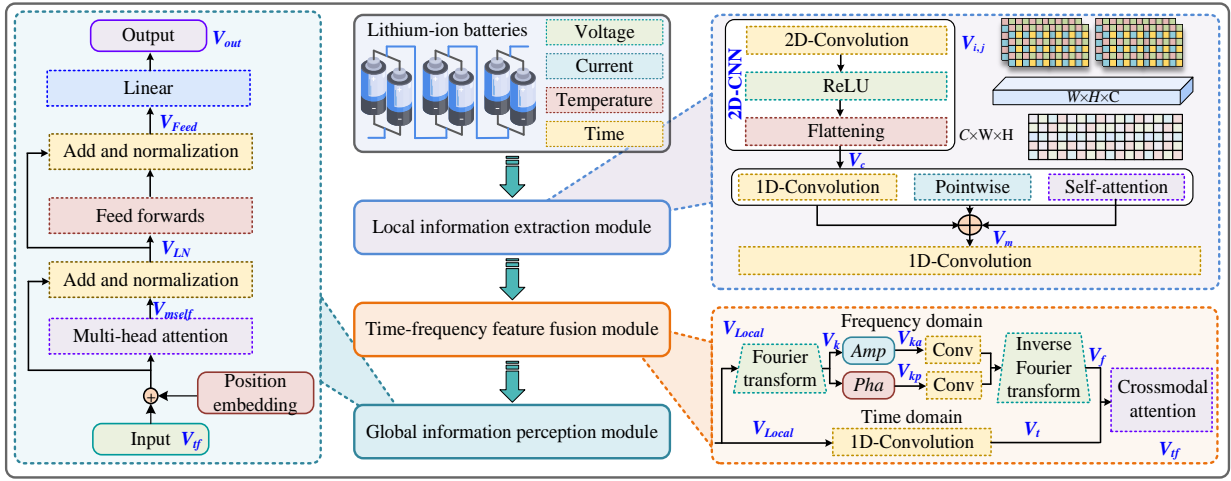 Output
V_out
Linear
V_Feed
Add and normalization
Feed forwards
V_LN
Add and normalization
V_mself
Multi-head attention
+
Position
embedding
Input V_tf
Lithium-ion batteries
Voltage
Current
Temperature
Time
Local information extraction module
Time-frequency feature fusion module
Global information perception module
2D-CNN
2D-Convolution
ReLU
Flattening
V_i,j
W×H×C
C×W×H
V_c
1D-Convolution
Pointwise
Self-attention
V_m
1D-Convolution
Frequency domain
V_Local
Fourier
transform
V_k
Amp
V_ka
Conv
Pha
V_kp
Conv
Inverse
Fourier
transform
V_f
Crossmodal
attention
Time domain
V_Local
1D-Convolution
V_t
V_tf